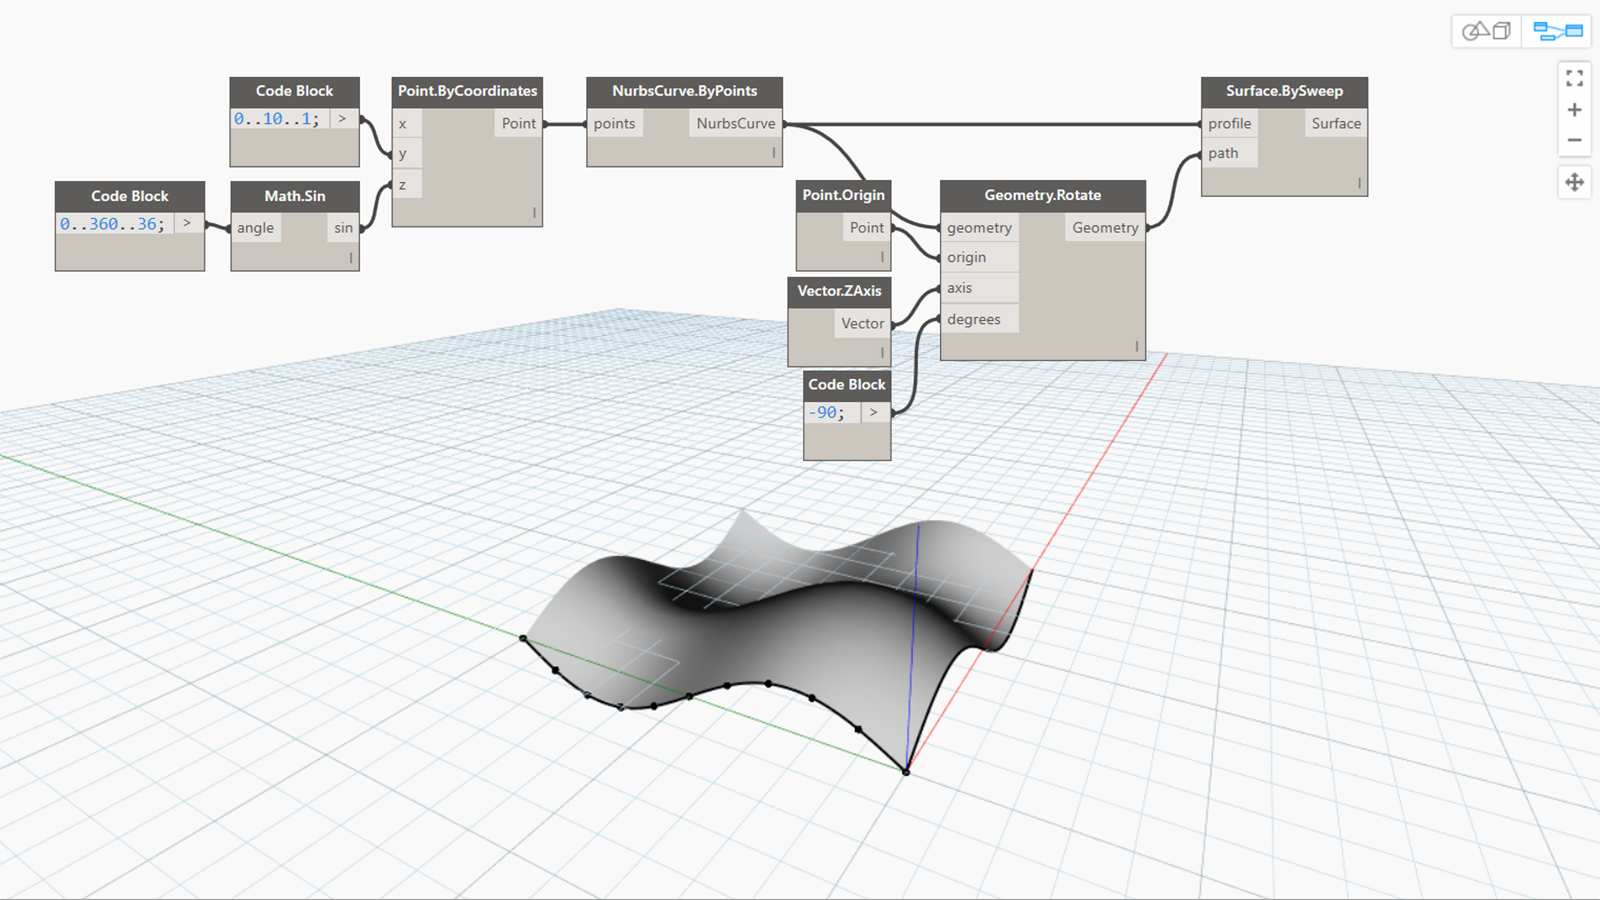 Code Block
0..10..1; >
Code Block
0..360..36; >
Math.Sin
angle sin
l
Point.ByCoordinates
x Point
y
z
l
NurbsCurve.ByPoints
points NurbsCurve
l
Point.Origin
Point
l
Vector.ZAxis
Vector
l
Code Block
-90; >
Geometry.Rotate
geometry Geometry
origin
axis
degrees
l
Surface.BySweep
profile Surface
path
l